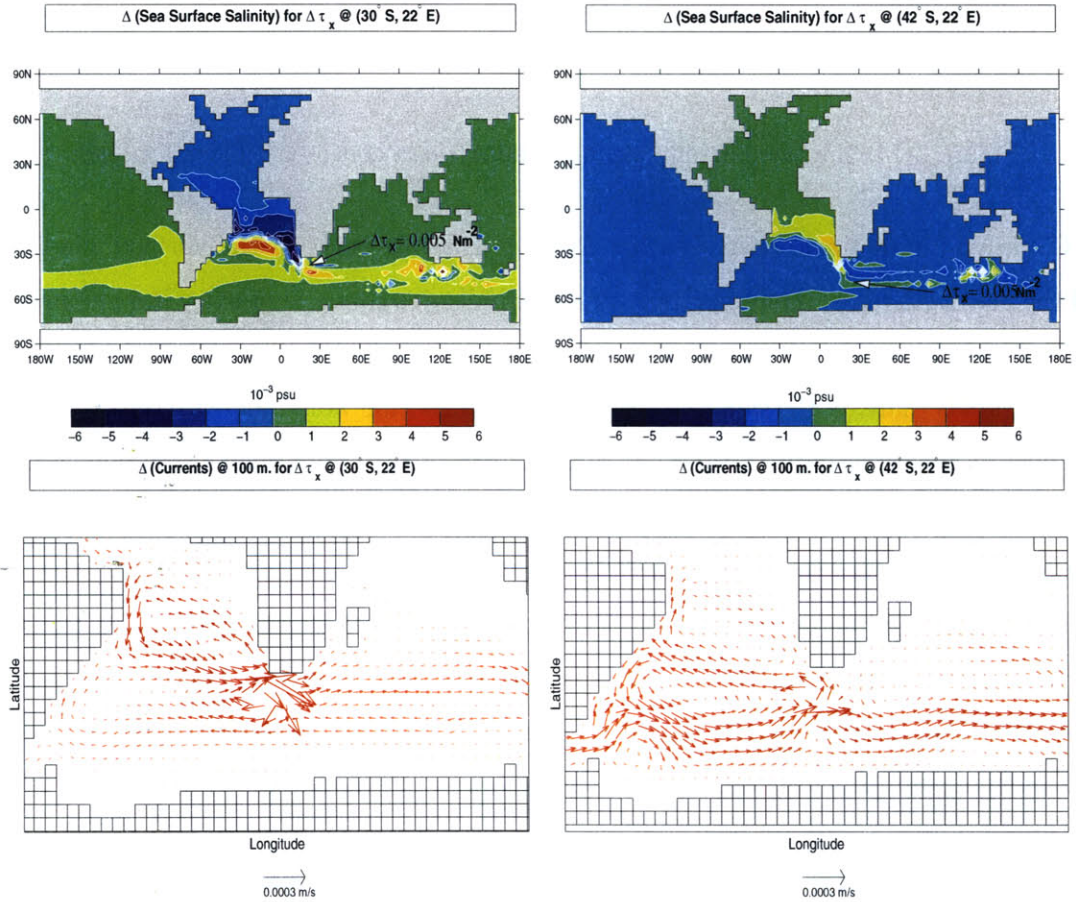 Δ (Sea Surface Salinity) for Δ τx @ (30° S, 22° E)
Δ (Sea Surface Salinity) for Δ τx @ (42° S, 22° E)
90N
60N
30N
0
30S
60S
90S
Δτx= 0.005 Nm-2
180W 150W 120W 90W 60W 30W 0 30E 60E 90E 120E 150E 180E
90N
60N
30N
0
30S
60S
90S
Δτx= 0.005Nm-2
180W 150W 120W 90W 60W 30W 0 30E 60E 90E 120E 150E 180E
10-3 psu
−6 −5 −4 −3 −2 −1 0 1 2 3 4 5 6
10-3 psu
−6 −5 −4 −3 −2 −1 0 1 2 3 4 5 6
Δ (Currents) @ 100 m. for Δ τx @ (30° S, 22° E)
Δ (Currents) @ 100 m. for Δ τx @ (42° S, 22° E)
Latitude
Longitude
0.0003 m/s
Latitude
Longitude
0.0003 m/s